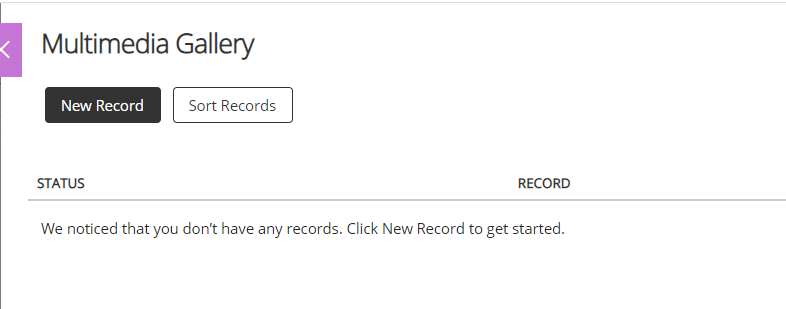 Multimedia Gallery
New Record Sort Records
STATUS RECORD
We noticed that you don't have any records. Click New Record to get started.